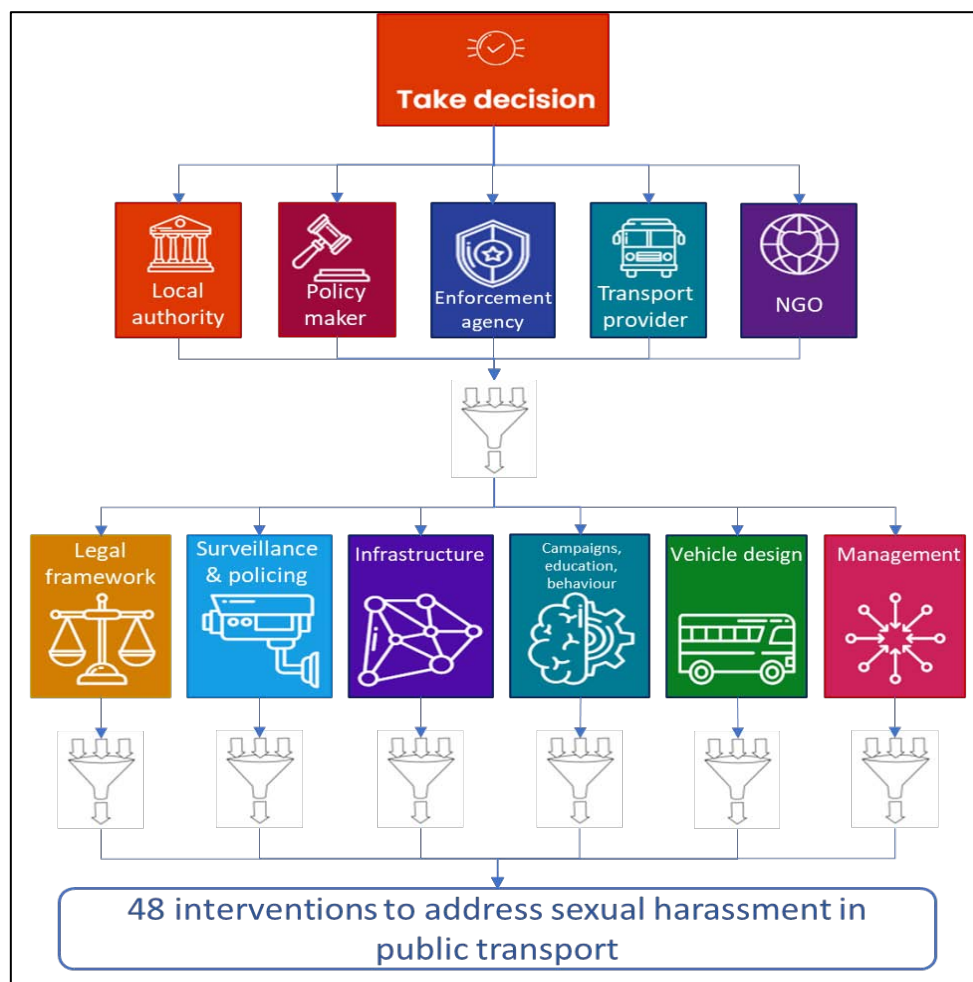 Take decision
Local
authority
Policy
maker
Enforcement
agency
Transport
provider
NGO
Legal
framework
Surveillance
& policing
Infrastructure
Campaigns,
education,
behaviour
Vehicle design
Management
48 interventions to address sexual harassment in
public transport